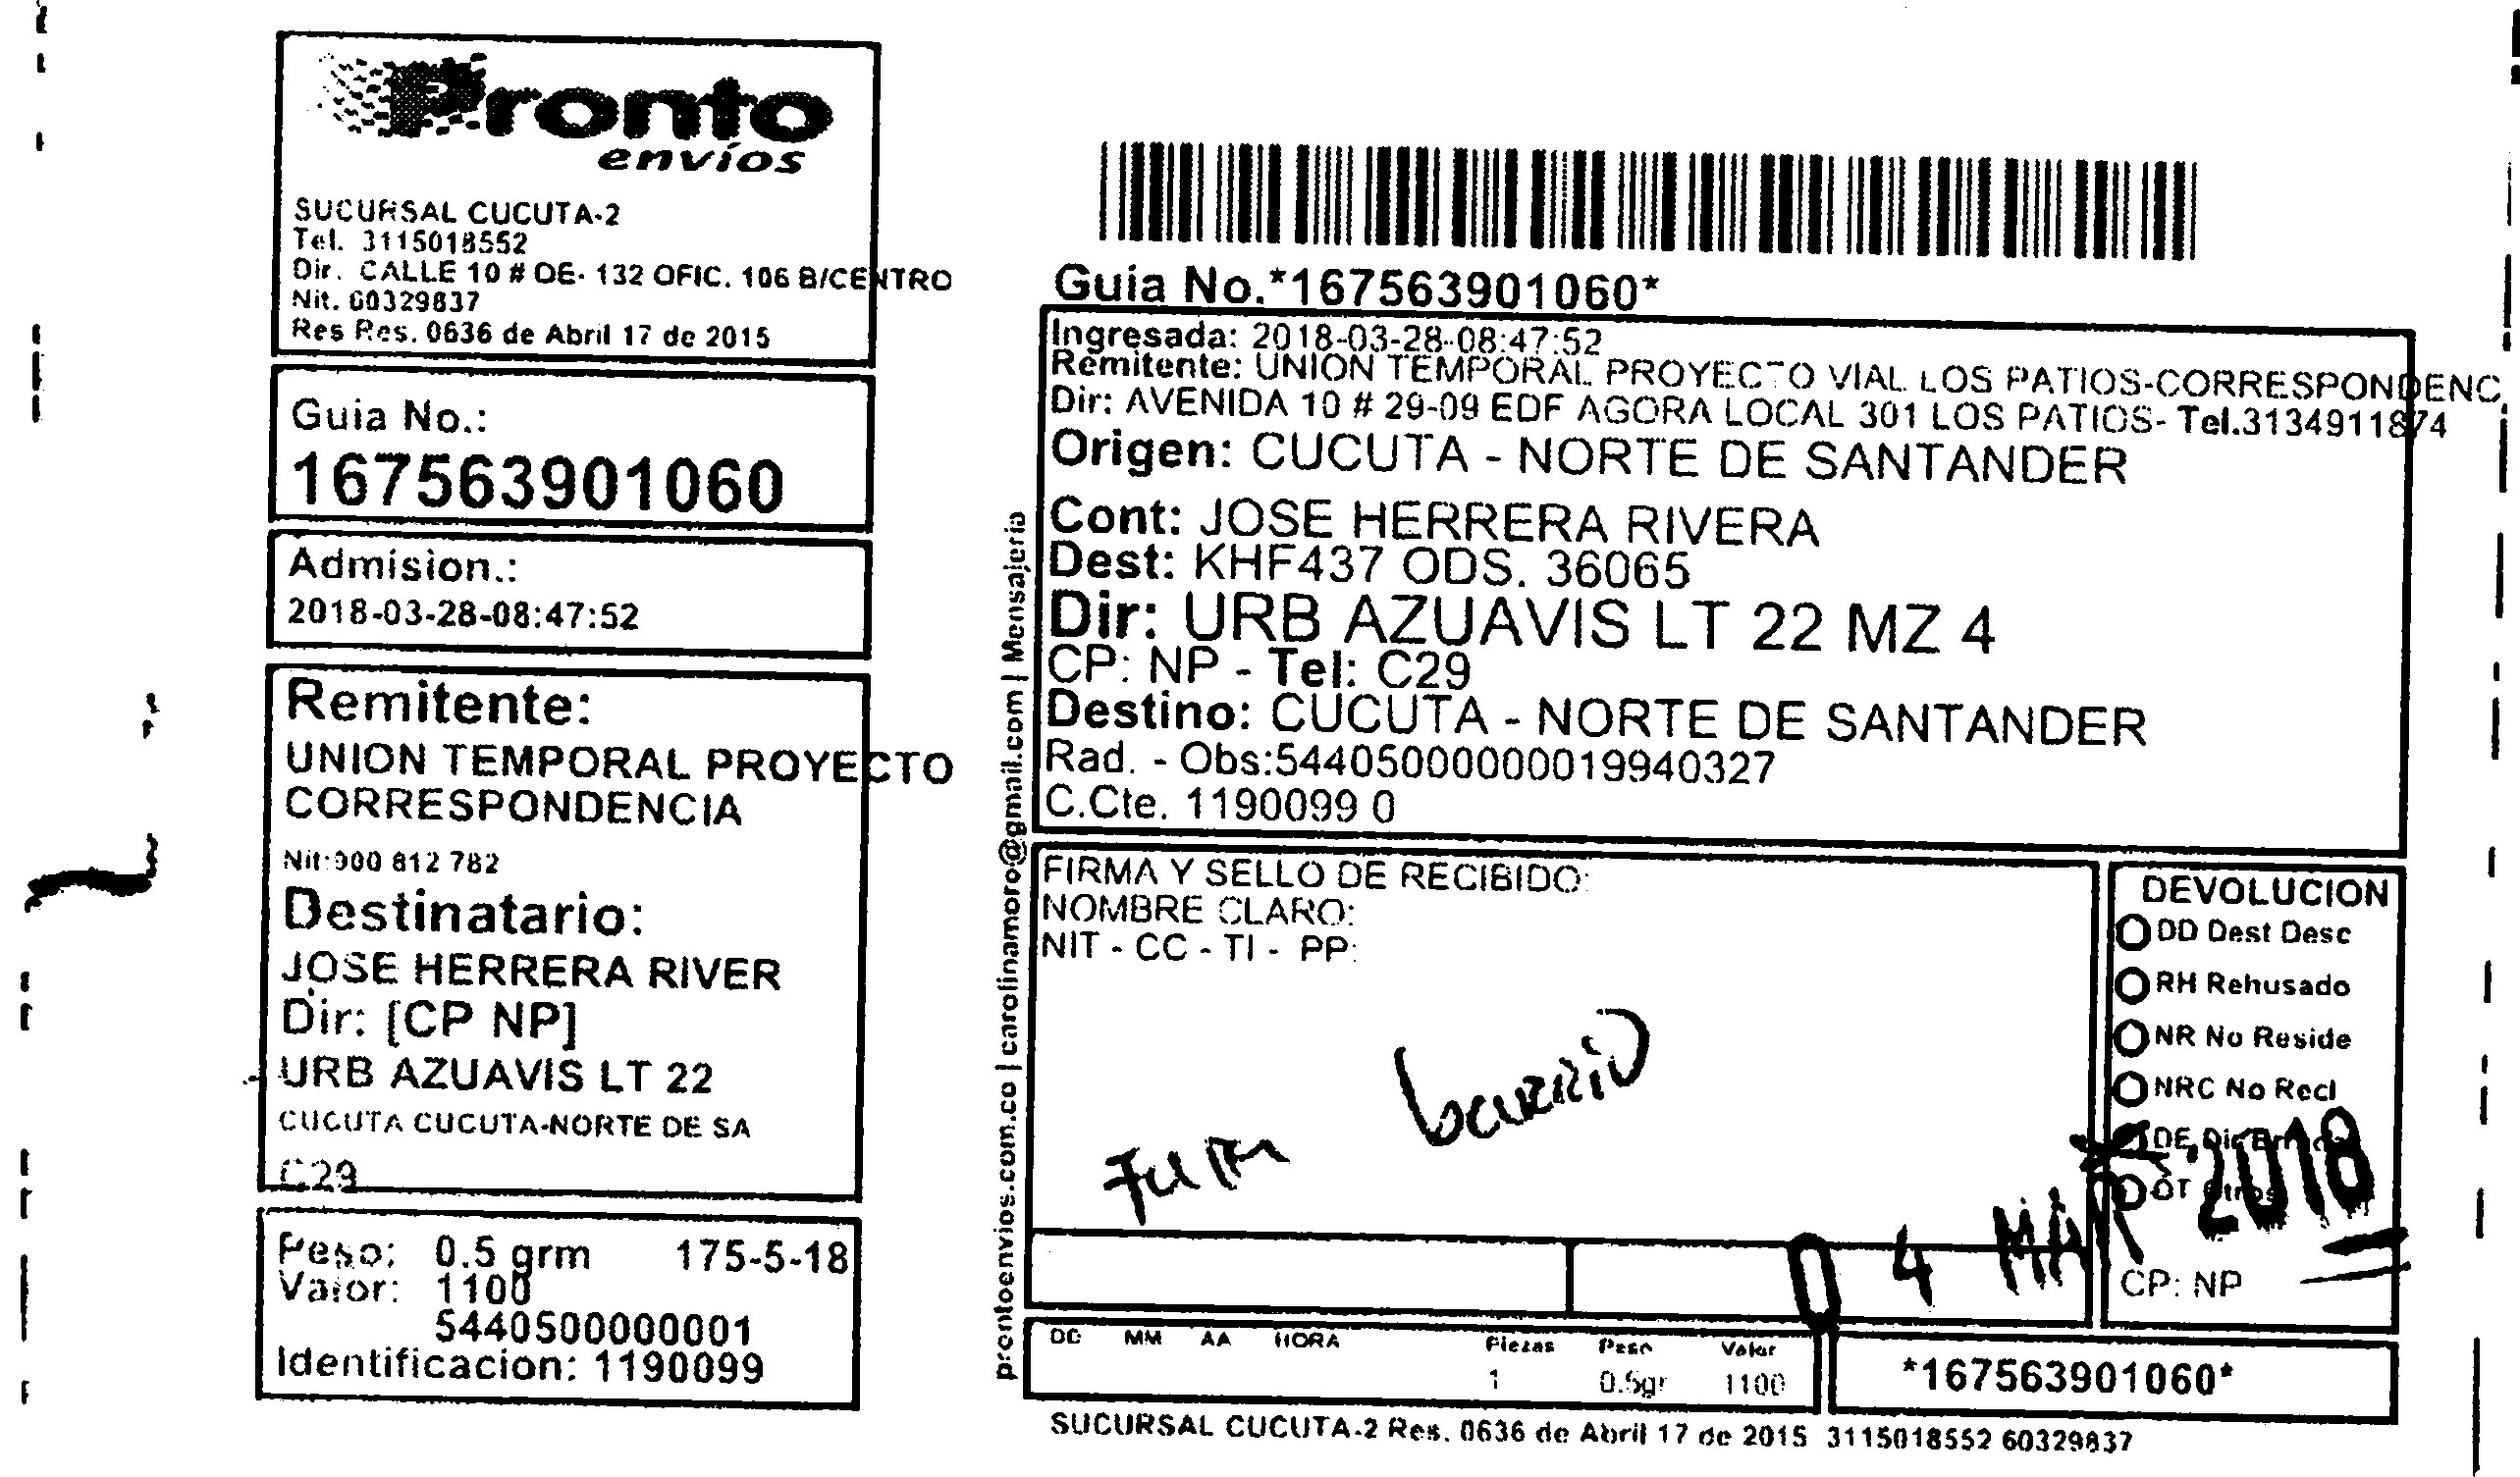 Pronto
envíos
SUCURSAL CUCUTA-2
Tel. 3115018552
Dir. CALLE 10 # OE- 132 OFIC. 106 B/CENTRO
Nit. 60329837
Res Res. 0636 de Abril 17 de 2015
Guia No.:
167563901060
Admision.:
2018-03-28-08:47:52
Remitente:
UNION TEMPORAL PROYECTO
CORRESPONDENCIA
Nit:900 812 782
Destinatario:
JOSE HERRERA RIVER
Dir: [CP NP]
URB AZUAVIS LT 22
CUCUTA CUCUTA-NORTE DE SA
C29
Peso: 0.5 grm 175-5-18
Valor: 1100
5440500000001
Identificacion: 1190099
prontoenvios.com.co | carolinamoro@gmail.com | Mensajeria
Guia No.*167563901060*
Ingresada: 2018-03-28-08:47:52
Remitente: UNION TEMPORAL PROYECTO VIAL LOS PATIOS-CORRESPONDENC
Dir: AVENIDA 10 # 29-09 EDF AGORA LOCAL 301 LOS PATIOS- Tel.3134911874
Origen: CUCUTA - NORTE DE SANTANDER
Cont: JOSE HERRERA RIVERA
Dest: KHF437 ODS. 36065
Dir: URB AZUAVIS LT 22 MZ 4
CP: NP - Tel: C29
Destino: CUCUTA - NORTE DE SANTANDER
Rad. - Obs:544050000000019940327
C.Cte. 1190099 0
FIRMA Y SELLO DE RECIBIDO:
NOMBRE CLARO:
NIT - CC - TI - PP:
DEVOLUCION
DD Dest Desc
RH Rehusado
NR No Reside
NRC No Recl
DE Dir
OT Otros
04 2018
CP: NP
DD MM AA HORA Piezas Peso Valor
1 0.5gr 1100
*167563901060*
SUCURSAL CUCUTA-2 Res. 0636 de Abril 17 de 2015 3115018552 60329837